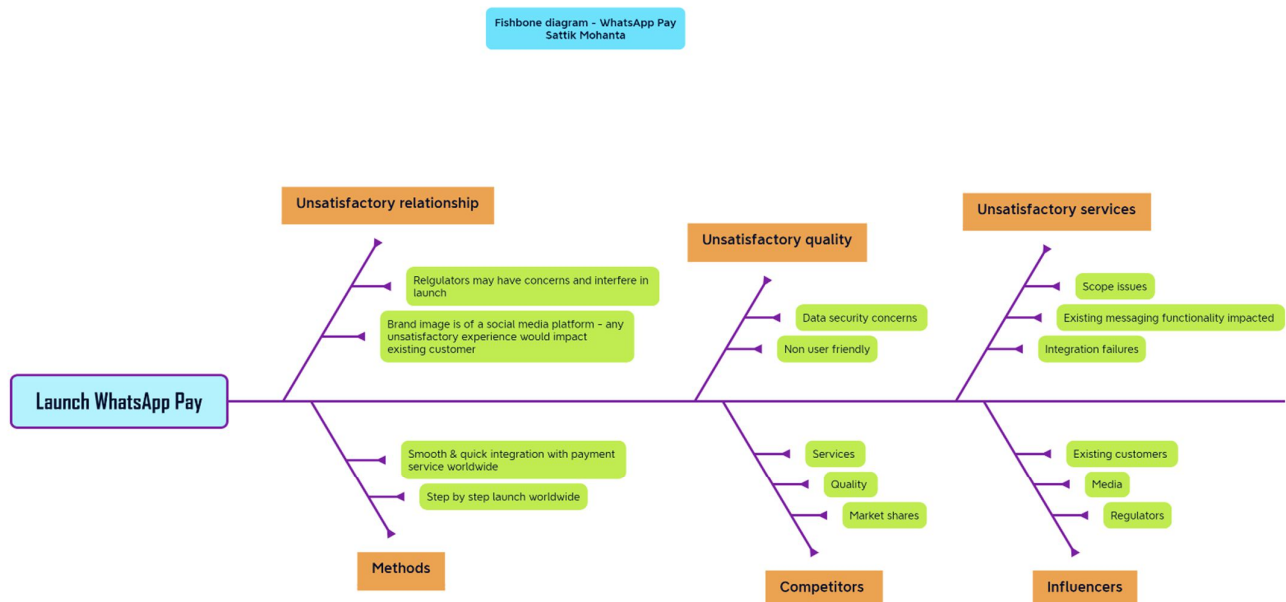 Fishbone diagram - WhatsApp Pay
Sattik Mohanta
Unsatisfactory relationship
Relgulators may have concerns and interfere in
launch
Brand image is of a social media platform - any
unsatisfactory experience would impact
existing customer
Unsatisfactory quality
Data security concerns
Non user friendly
Unsatisfactory services
Scope issues
Existing messaging functionality impacted
Integration failures
Launch WhatsApp Pay
Smooth & quick integration with payment
service worldwide
Step by step launch worldwide
Methods
Services
Quality
Market shares
Competitors
Existing customers
Media
Regulators
Influencers